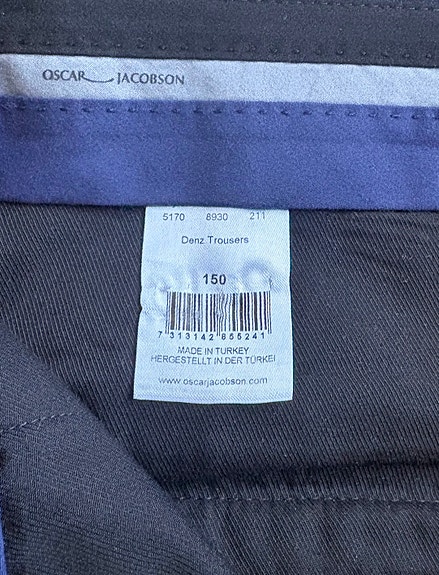 OSCAR JACOBSON
5170 8930 211
Denz Trousers
150
7 313142 855241
MADE IN TURKEY
HERGESTELLT IN DER TÜRKEI
www.oscarjacobson.com